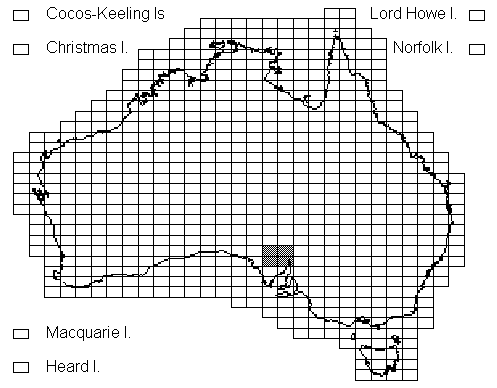 Cocos-Keeling Is
Lord Howe I.
Christmas I.
Norfolk I.
Macquarie I.
Heard I.